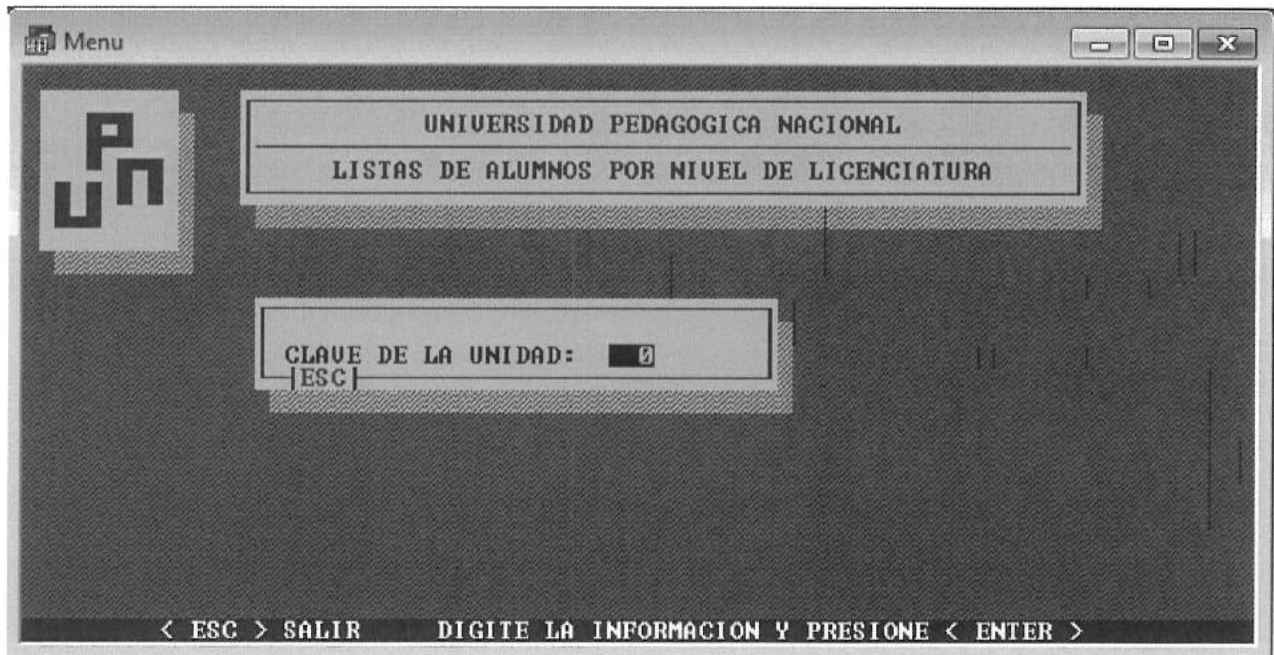 Menu
UPN
UNIVERSIDAD PEDAGOGICA NACIONAL
LISTAS DE ALUMNOS POR NIVEL DE LICENCIATURA
CLAVE DE LA UNIDAD: 0
[ESC]
< ESC > SALIR DIGITE LA INFORMACION Y PRESIONE < ENTER >